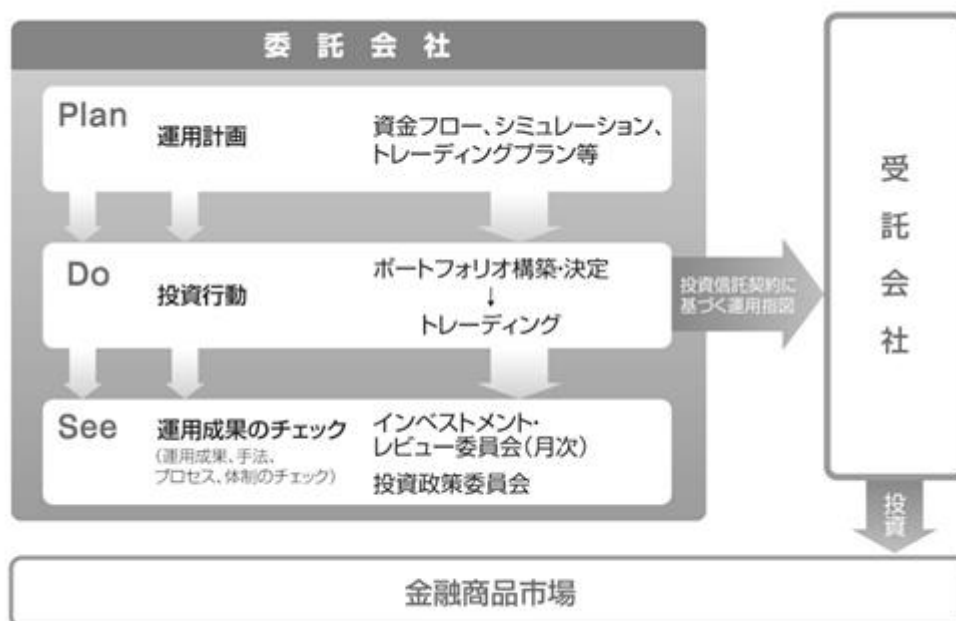 委託会社
Plan
運用計画
資金フロー、シミュレーション、
トレーディングプラン等
Do
投資行動
ポートフォリオ構築・決定
↓
トレーディング
投資信託契約に
基づく運用指図
See
運用成果のチェック
(運用成果、手法、
プロセス、体制のチェック)
インベストメント・
レビュー委員会(月次)
投資政策委員会
受託会社
投資
金融商品市場